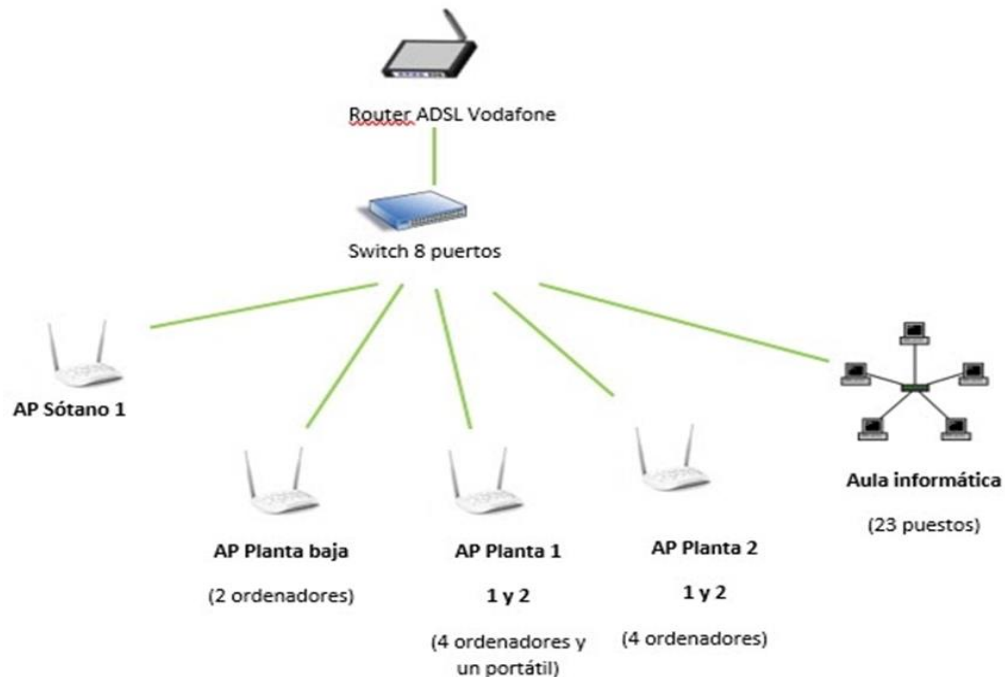 Router ADSL Vodafone
Switch 8 puertos
AP Sótano 1
AP Planta baja
(2 ordenadores)
AP Planta 1
1 y 2
(4 ordenadores y
un portátil)
AP Planta 2
1 y 2
(4 ordenadores)
Aula informática
(23 puestos)